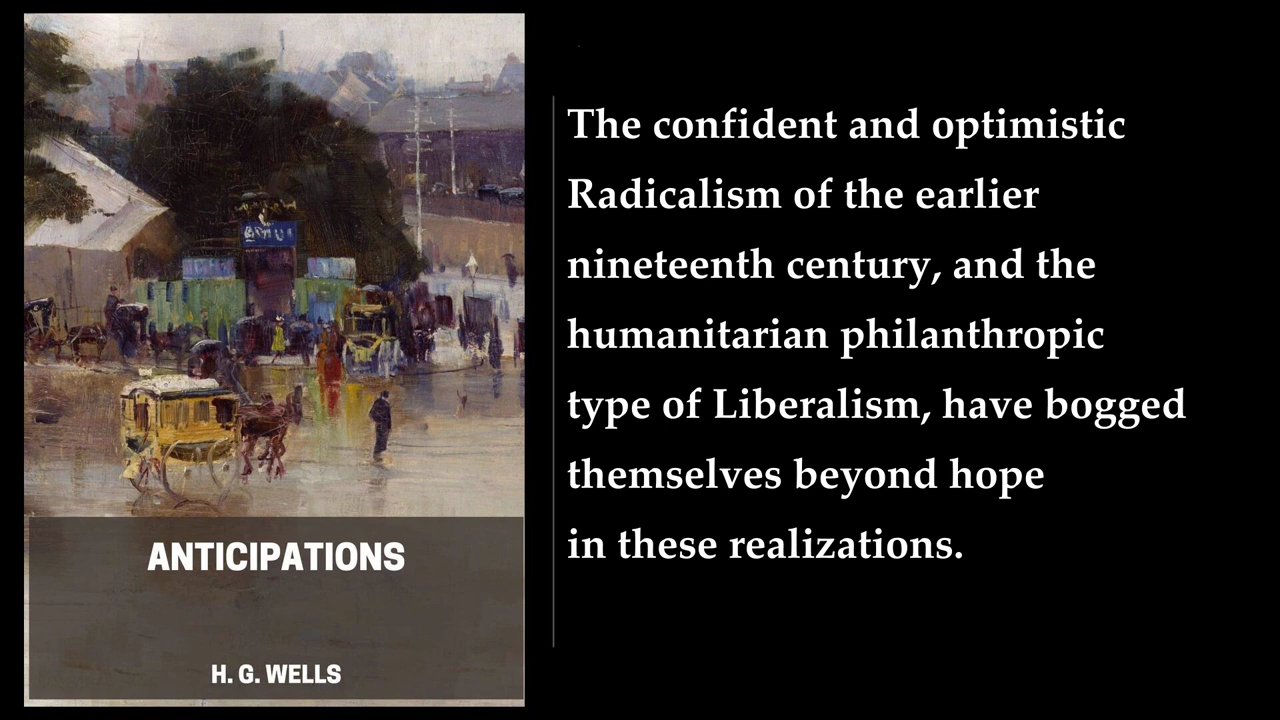 The confident and optimistic
Radicalism of the earlier
nineteenth century, and the
humanitarian philanthropic
type of Liberalism, have bogged
themselves beyond hope
in these realizations.
ANTICIPATIONS
H. G. WELLS